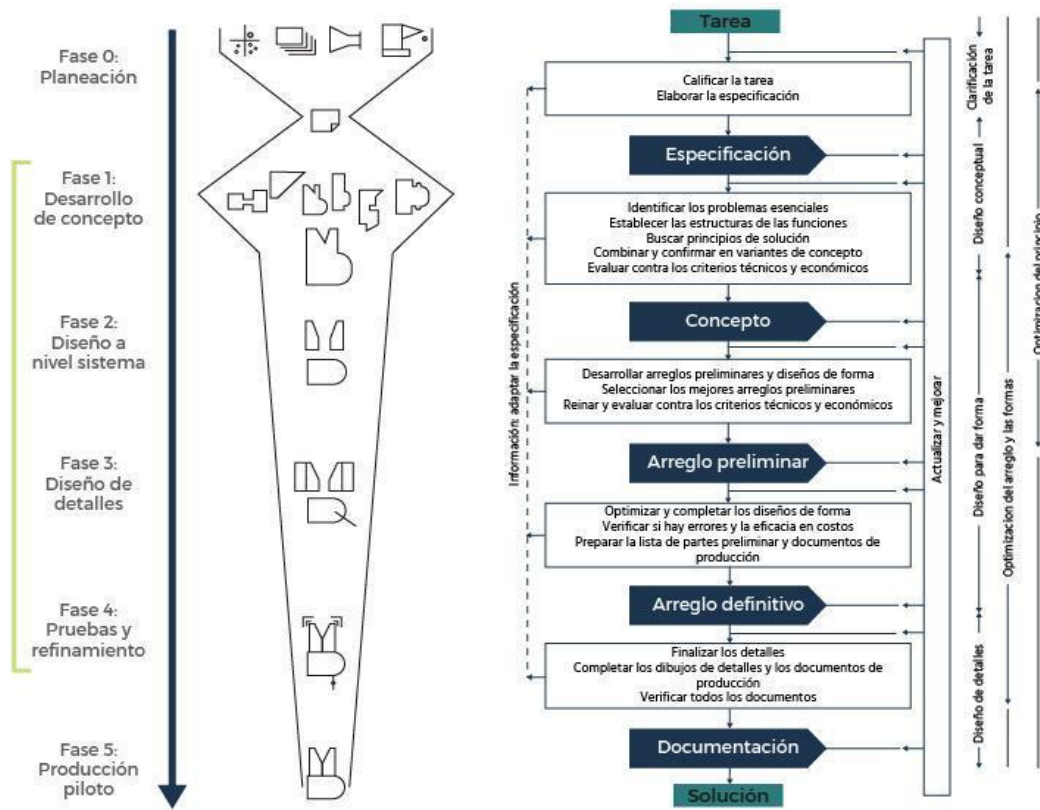 Fase 0:
Planeación
Fase 1:
Desarrollo
de concepto
Fase 2:
Diseño a
nivel sistema
Fase 3:
Diseño de
detalles
Fase 4:
Pruebas y
refinamiento
Fase 5:
Producción
piloto
Tarea
Calificar la tarea
Elaborar la especificación
Especificación
Identificar los problemas esenciales
Establecer las estructuras de las funciones
Buscar principios de solución
Combinar y confirmar en variantes de concepto
Evaluar contra los criterios técnicos y económicos
Concepto
Desarrollar arreglos preliminares y diseños de forma
Seleccionar los mejores arreglos preliminares
Reinar y evaluar contra los criterios técnicos y económicos
Arreglo preliminar
Optimizar y completar los diseños de forma
Verificar si hay errores y la eficacia en costos
Preparar la lista de partes preliminar y documentos de
producción
Arreglo definitivo
Finalizar los detalles
Completar los dibujos de detalles y los documentos de
producción
Verificar todos los documentos
Documentación
Solución
Información: adaptar la especificación
Actualizar y mejorar
Clarificación
de la tarea
Diseño conceptual
Diseño para dar forma
Diseño de detalles
Optimizacion del arreglo y las formas
Optimizacion del principio